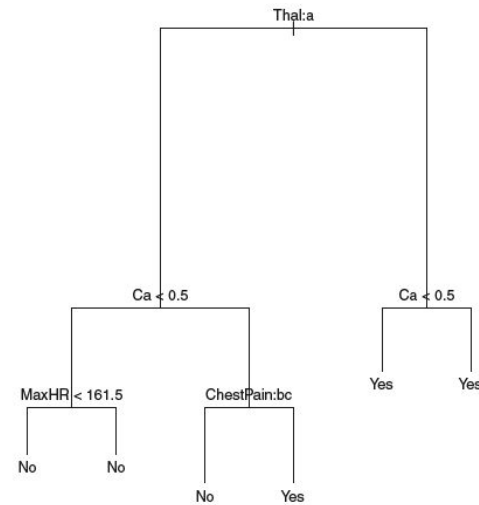 Thal:a
Ca < 0.5
Ca < 0.5
MaxHR < 161.5
ChestPain:bc
Yes
Yes
No
No
No
Yes